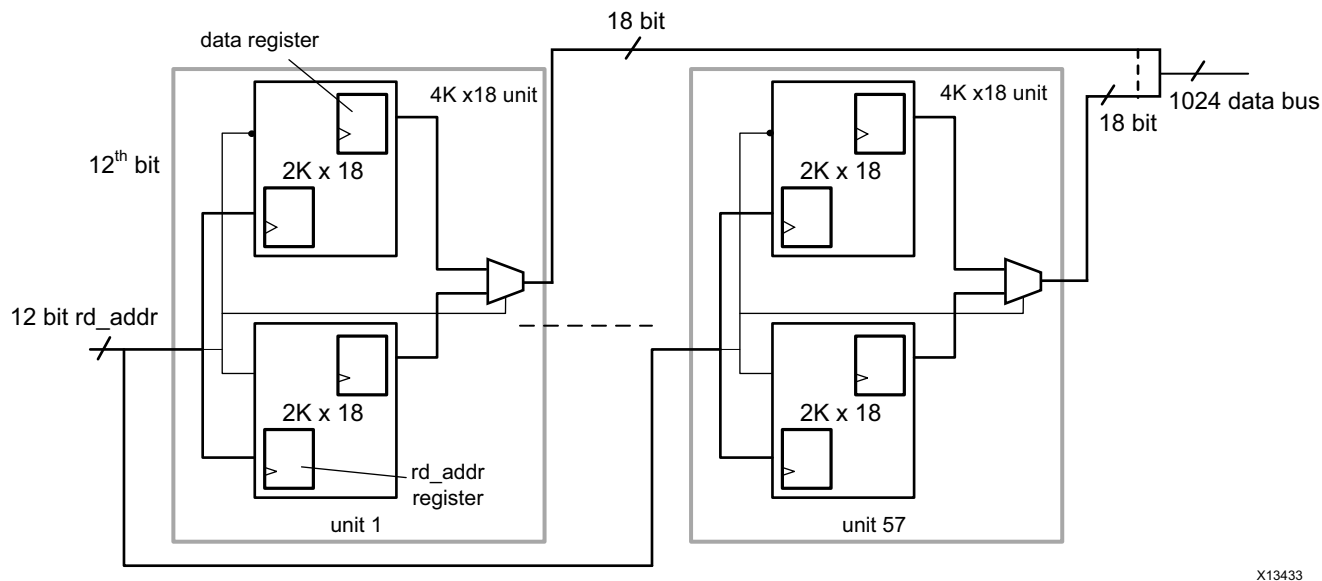 18 bit
data register
4K x18 unit
4K x18 unit
1024 data bus
18 bit
12th bit
2K x 18
2K x 18
12 bit rd_addr
2K x 18
2K x 18
rd_addr
register
unit 1
unit 57
X13433